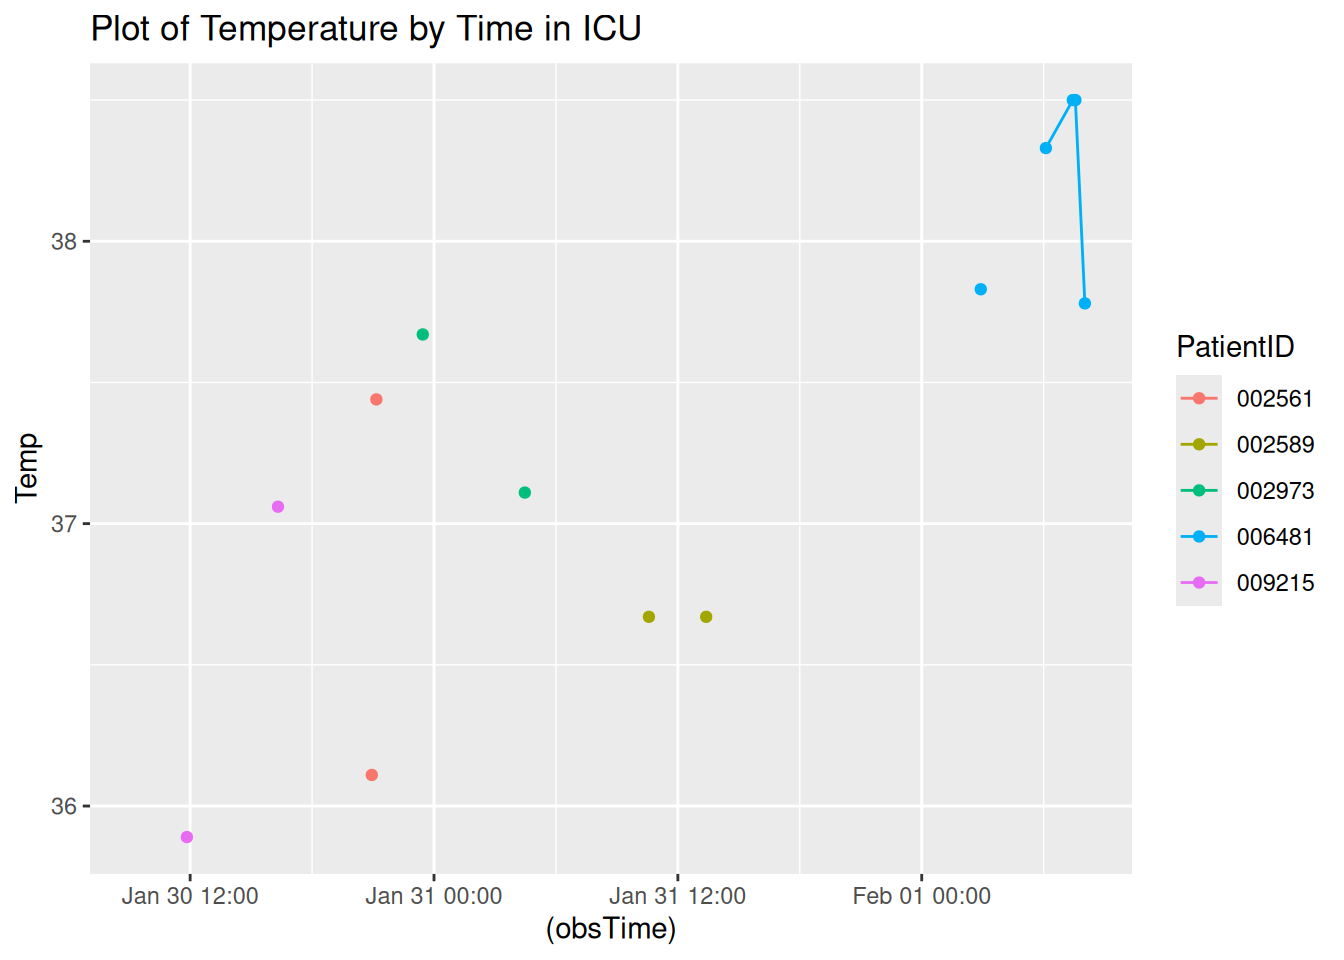 Plot of Temperature by Time in ICU
Temp
38
37
36
Jan 30 12:00
Jan 31 00:00
Jan 31 12:00
Feb 01 00:00
(obsTime)
PatientID
002561
002589
002973
006481
009215